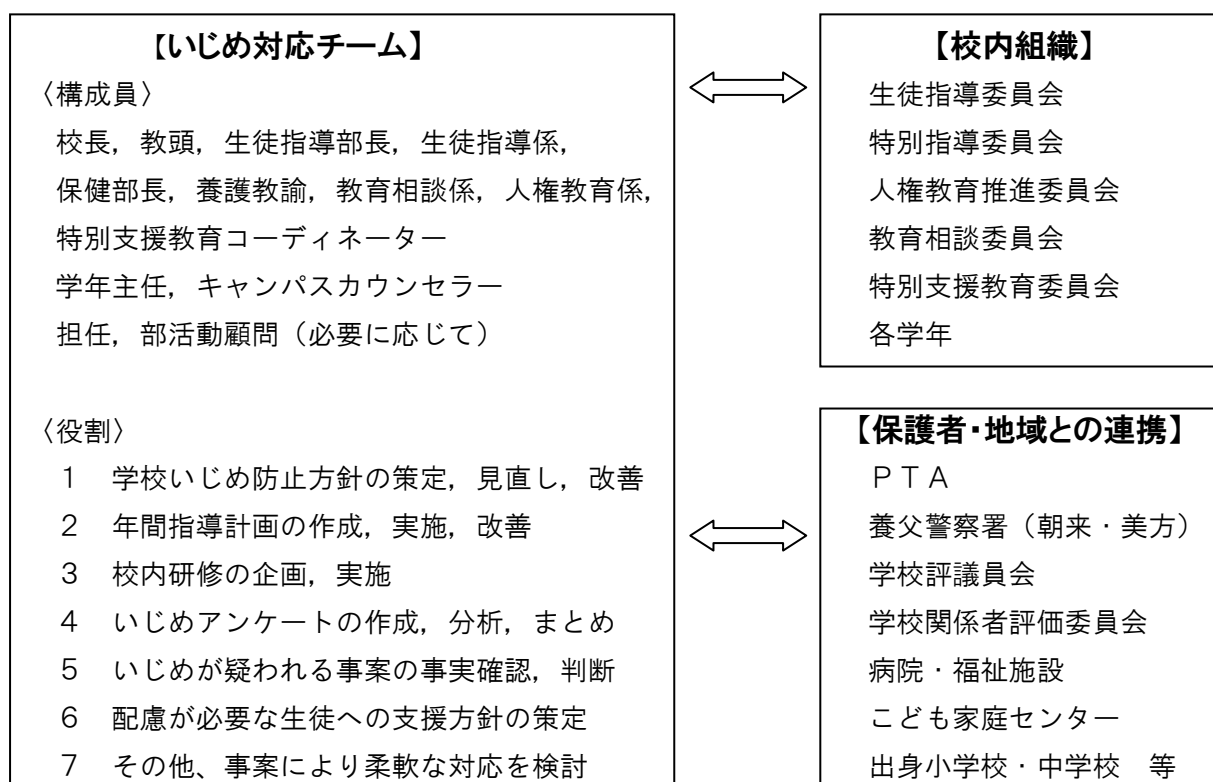 【いじめ対応チーム】
〈構成員〉
校長，教頭，生徒指導部長，生徒指導係，
保健部長，養護教諭，教育相談係，人権教育係，
特別支援教育コーディネーター
学年主任，キャンパスカウンセラー
担任，部活動顧問（必要に応じて）
〈役割〉
１　学校いじめ防止方針の策定，見直し，改善
２　年間指導計画の作成，実施，改善
３　校内研修の企画，実施
４　いじめアンケートの作成，分析，まとめ
５　いじめが疑われる事案の事実確認，判断
６　配慮が必要な生徒への支援方針の策定
７　その他、事案により柔軟な対応を検討
【校内組織】
生徒指導委員会
特別指導委員会
人権教育推進委員会
教育相談委員会
特別支援教育委員会
各学年
【保護者・地域との連携】
ＰＴＡ
養父警察署（朝来・美方）
学校評議員会
学校関係者評価委員会
病院・福祉施設
こども家庭センター
出身小学校・中学校　等